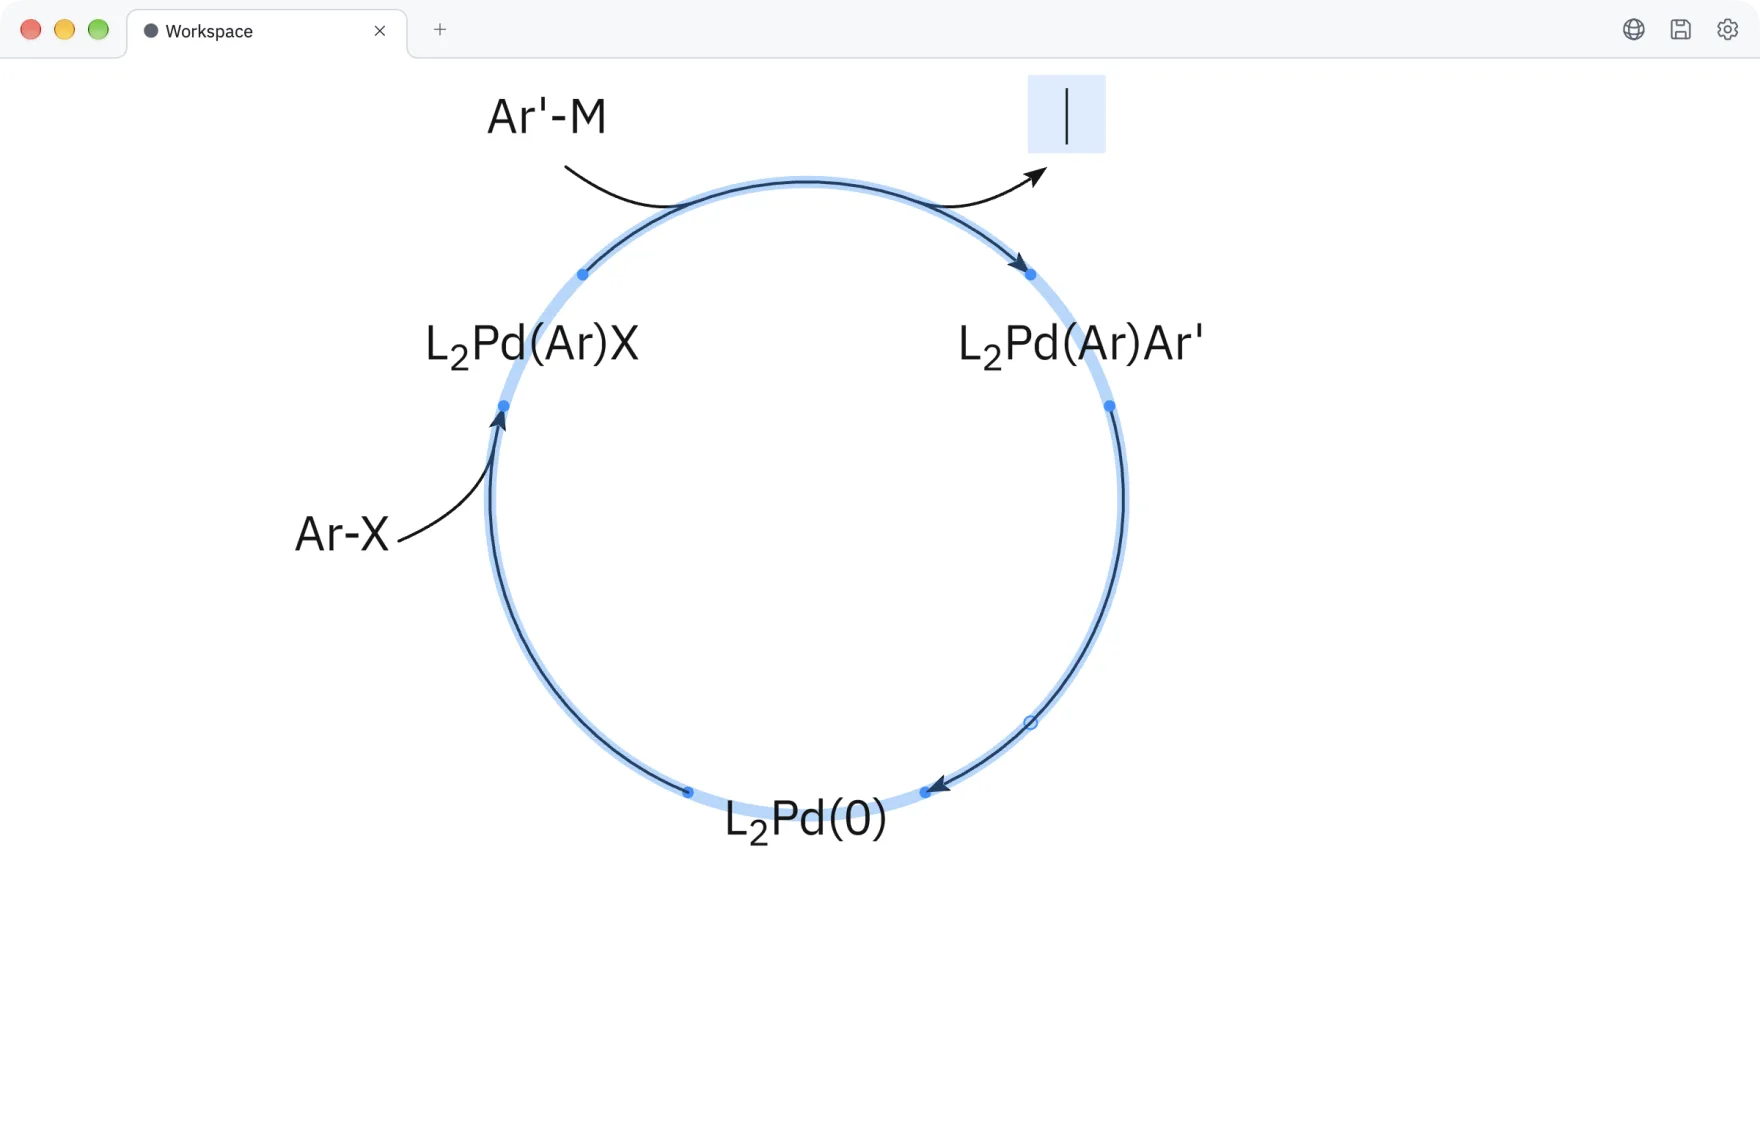 Workspace
Ar'-M
L₂Pd(Ar)X
L₂Pd(Ar)Ar'
Ar-X
L₂Pd(0)